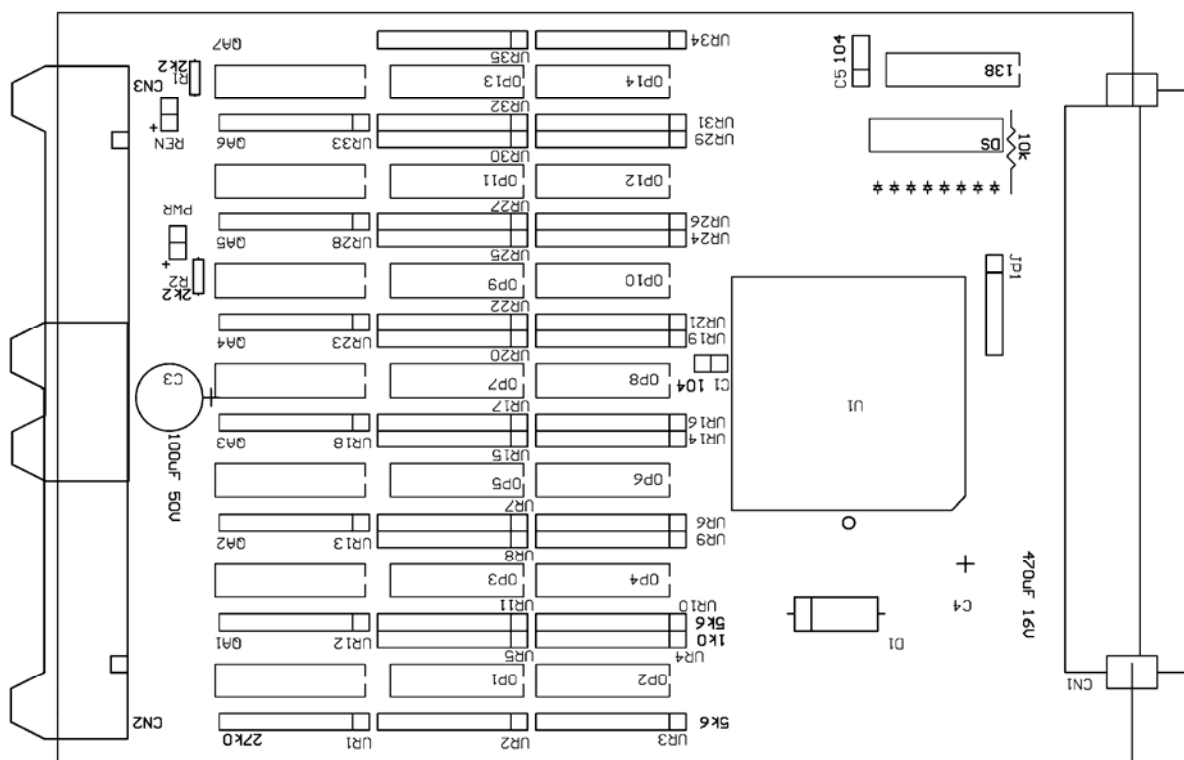 QA7
UR34
104
C5
UR35
2k2
R1
CN3
OP13
OP14
138
UR32
REN
QA6
UR33
UR31
UR29
UR30
DS
10k
OP11
OP12
PWR
UR27
QA5
UR28
UR26
UR24
UR25
R2
2k2
OP9
OP10
JP1
UR22
QA4
UR23
UR21
UR19
UR20
C3
OP7
OP8
104 C1
U1
UR17
QA3
UR18
UR16
UR14
UR15
100uF 50V
OP5
OP6
UR7
QA2
UR13
UR6
UR9
UR8
OP3
OP4
470uF 16V
C4
UR11
UR10
QA1
UR12
5k6
1k0
D1
UR5
UR4
OP1
OP2
CN1
CN2
27k0
UR1
UR2
UR3
5k6